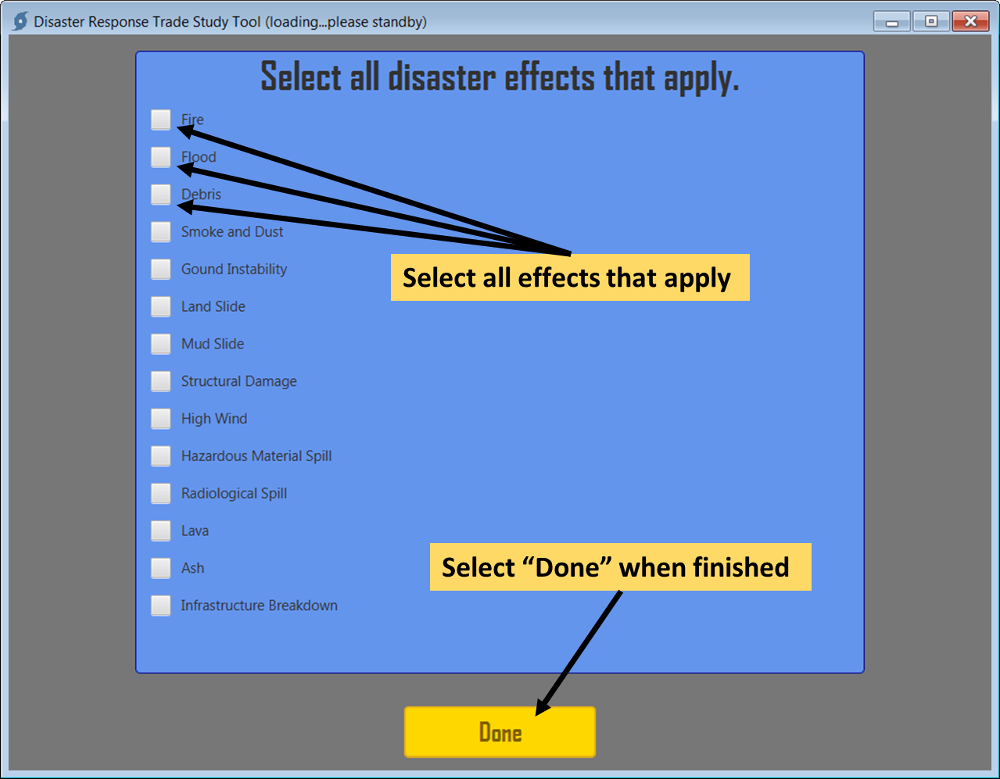 Disaster Response Trade Study Tool (loading...please standby)
Select all disaster effects that apply.
Fire
Flood
Debris
Smoke and Dust
Gound Instability
Select all effects that apply
Land Slide
Mud Slide
Structural Damage
High Wind
Hazardous Material Spill
Radiological Spill
Lava
Ash
Select “Done” when finished
Infrastructure Breakdown
Done